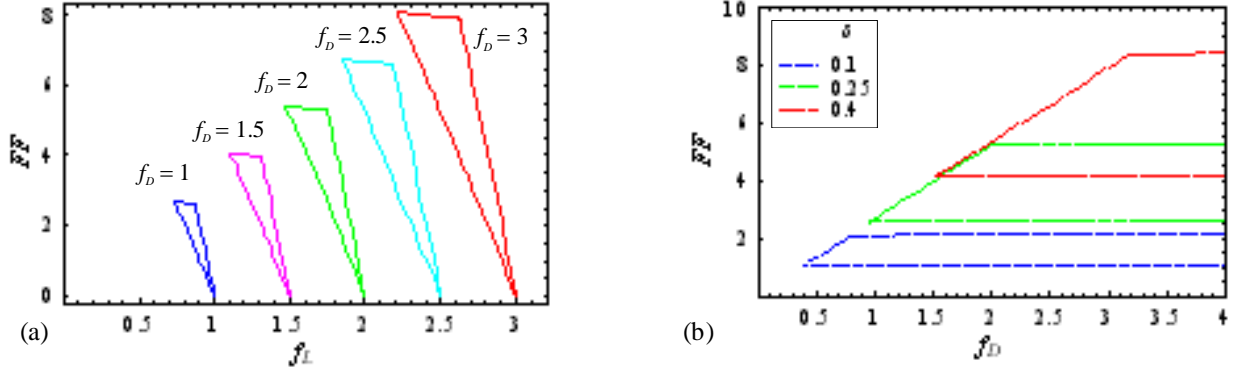 8
6
4
2
0
FF
f_D = 1
f_D = 1.5
f_D = 2
f_D = 2.5
f_D = 3
0.5 1 1.5 2 2.5 3
f_L
(a)
10
8
6
4
2
FF
δ
0.1
0.25
0.4
0.5 1 1.5 2 2.5 3 3.5 4
f_D
(b)